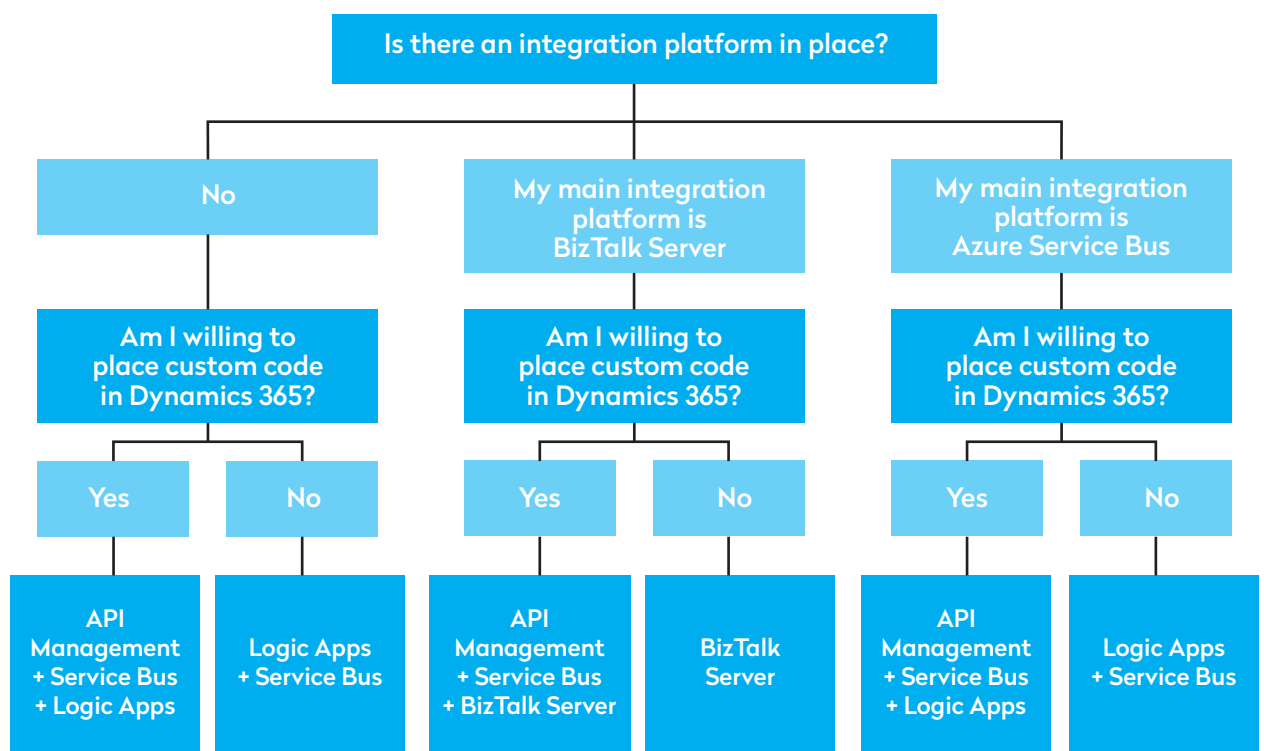 Is there an integration platform in place?
No
My main integration
platform is
BizTalk Server
My main integration
platform is
Azure Service Bus
Am I willing to
place custom code
in Dynamics 365?
Am I willing to
place custom code
in Dynamics 365?
Am I willing to
place custom code
in Dynamics 365?
Yes
No
Yes
No
Yes
No
API
Management
+ Service Bus
+ Logic Apps
Logic Apps
+ Service Bus
API
Management
+ Service Bus
+ BizTalk Server
BizTalk
Server
API
Management
+ Service Bus
+ Logic Apps
Logic Apps
+ Service Bus